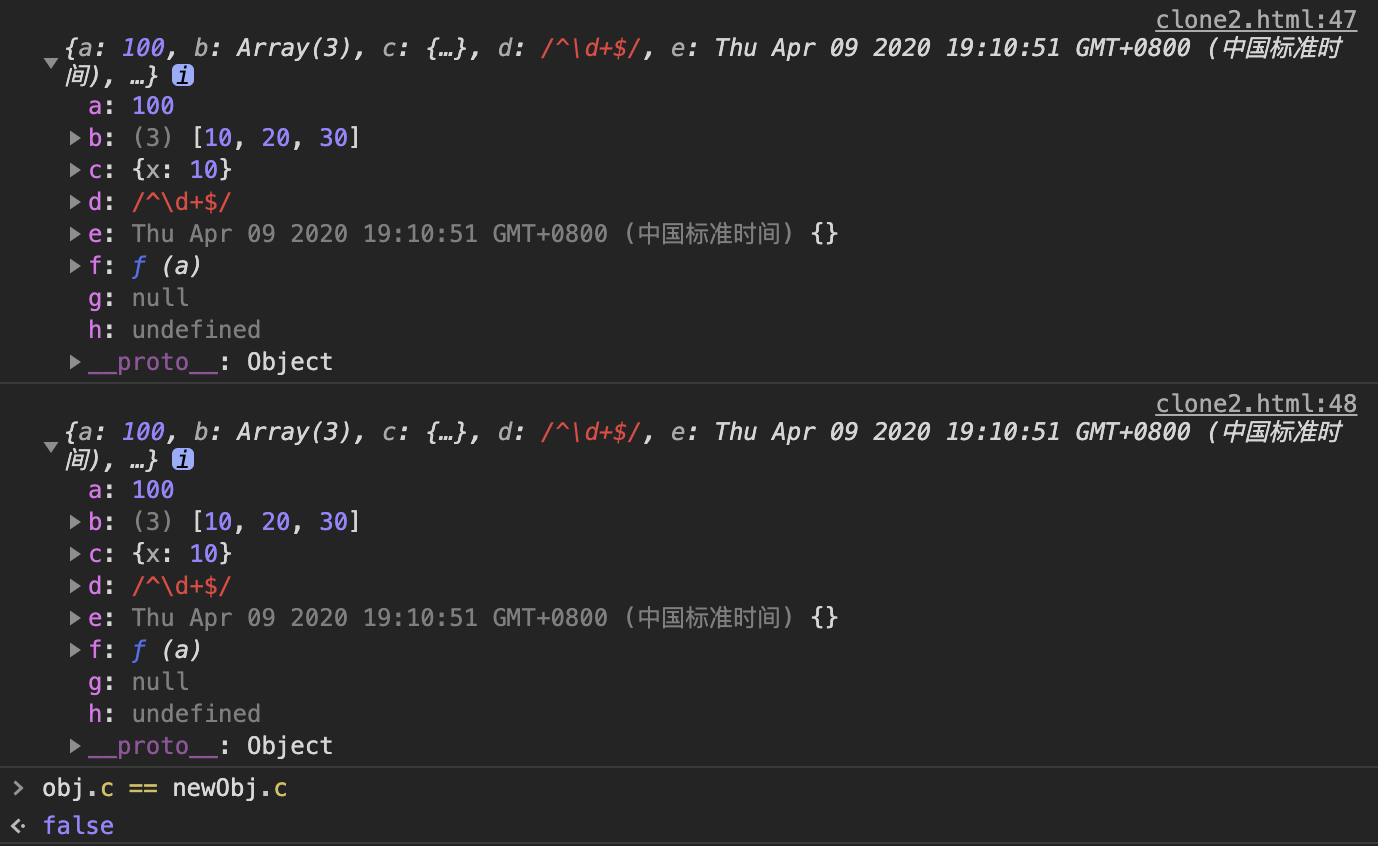 clone2.html:47
{a: 100, b: Array(3), c: {…}, d: /^\d+$/, e: Thu Apr 09 2020 19:10:51 GMT+0800 (中国标准时
间), …} i
a: 100
b: (3) [10, 20, 30]
c: {x: 10}
d: /^\d+$/
e: Thu Apr 09 2020 19:10:51 GMT+0800 (中国标准时间) {}
f: ƒ (a)
g: null
h: undefined
__proto__: Object
clone2.html:48
{a: 100, b: Array(3), c: {…}, d: /^\d+$/, e: Thu Apr 09 2020 19:10:51 GMT+0800 (中国标准时
间), …} i
a: 100
b: (3) [10, 20, 30]
c: {x: 10}
d: /^\d+$/
e: Thu Apr 09 2020 19:10:51 GMT+0800 (中国标准时间) {}
f: ƒ (a)
g: null
h: undefined
__proto__: Object
obj.c == newObj.c
false